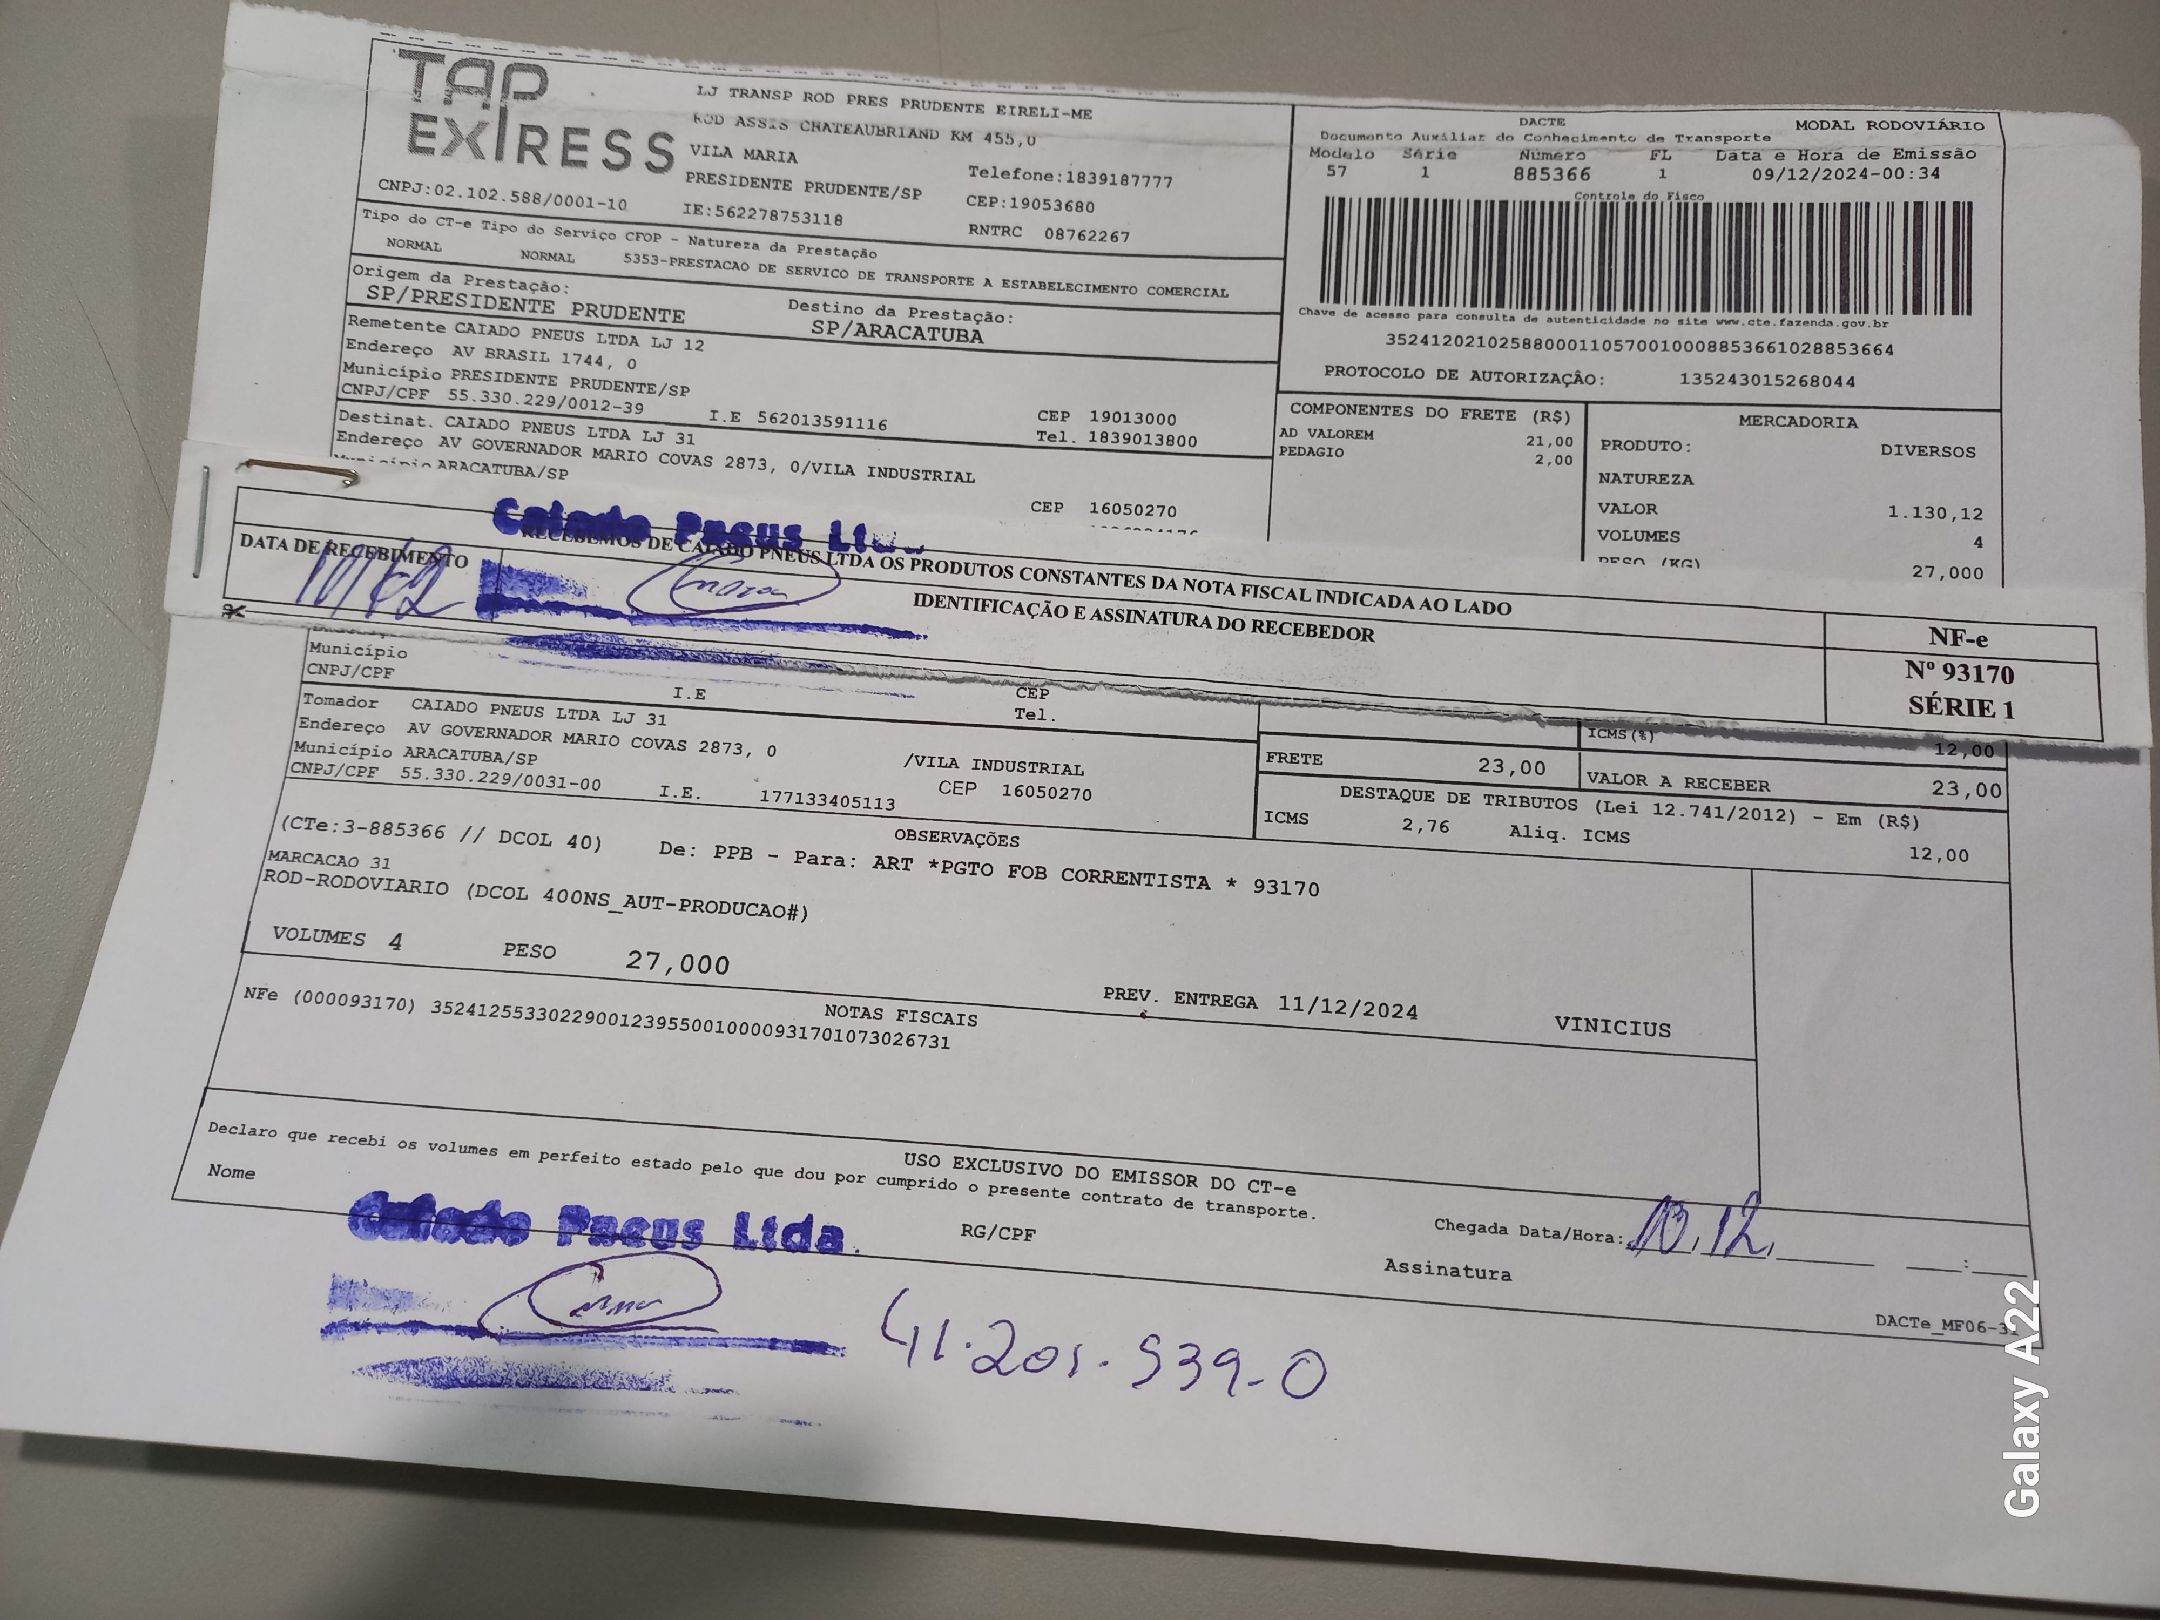 TAP EXPRESS
LJ TRANSP ROD PRES PRUDENTE EIRELI-ME
ROD ASSIS CHATEAUBRIAND KM 455,0
VILA MARIA
Telefone:1839187777
PRESIDENTE PRUDENTE/SP
CEP:19053680
CNPJ:02.102.588/0001-10
IE:562278753118
RNTRC 08762267
DACTE
MODAL RODOVIÁRIO
Documento Auxiliar do Conhecimento de Transporte
Modelo Série Número FL Data e Hora de Emissão
57 1 885366 1 09/12/2024-00:34
Controle do Fisco
Chave de acesso para consulta de autenticidade no site www.cte.fazenda.gov.br
35241202102588000110570010008853661028853664
PROTOCOLO DE AUTORIZAÇÃO: 135243015268044
Tipo do CT-e Tipo do Serviço CFOP - Natureza da Prestação
NORMAL NORMAL 5353-PRESTACAO DE SERVICO DE TRANSPORTE A ESTABELECIMENTO COMERCIAL
Origem da Prestação: Destino da Prestação:
SP/PRESIDENTE PRUDENTE SP/ARACATUBA
Remetente CAIADO PNEUS LTDA LJ 12
Endereço AV BRASIL 1744, 0
Município PRESIDENTE PRUDENTE/SP CEP 19013000
CNPJ/CPF 55.330.229/0012-39 I.E 562013591116 Tel. 1839013800
Destinat. CAIADO PNEUS LTDA LJ 31
Endereço AV GOVERNADOR MARIO COVAS 2873, 0/VILA INDUSTRIAL
Município ARACATUBA/SP CEP 16050270
COMPONENTES DO FRETE (R$)
AD VALOREM 21,00
PEDAGIO 2,00
MERCADORIA
PRODUTO: DIVERSOS
NATUREZA
VALOR 1.130,12
VOLUMES 4
PESO (KG) 27,000
Caiado Pneus Ltda
RECEBEMOS DE CAIADO PNEUS LTDA OS PRODUTOS CONSTANTES DA NOTA FISCAL INDICADA AO LADO
DATA DE RECEBIMENTO
10/12
IDENTIFICAÇÃO E ASSINATURA DO RECEBEDOR
NF-e
Nº 93170
SÉRIE 1
Município CEP
CNPJ/CPF I.E Tel.
Tomador CAIADO PNEUS LTDA LJ 31
Endereço AV GOVERNADOR MARIO COVAS 2873, 0 /VILA INDUSTRIAL
Município ARACATUBA/SP CEP 16050270
CNPJ/CPF 55.330.229/0031-00 I.E. 177133405113
ICMS(%) 12,00
FRETE 23,00 VALOR A RECEBER 23,00
DESTAQUE DE TRIBUTOS (Lei 12.741/2012) - Em (R$)
ICMS 2,76 Aliq. ICMS 12,00
OBSERVAÇÕES
(CTe:3-885366 // DCOL 40) De: PPB - Para: ART *PGTO FOB CORRENTISTA * 93170
MARCACAO 31
ROD-RODOVIARIO (DCOL 400NS_AUT-PRODUCAO#)
VOLUMES 4 PESO 27,000 PREV. ENTREGA 11/12/2024 VINICIUS
NOTAS FISCAIS
NFe (000093170) 35241255330229001239550010000931701073026731
USO EXCLUSIVO DO EMISSOR DO CT-e
Declaro que recebi os volumes em perfeito estado pelo que dou por cumprido o presente contrato de transporte.
Nome RG/CPF Assinatura
Chegada Data/Hora: 10.12
Caiado Pneus Ltda.
41.201.539-0
DACTe_MF06-31
Galaxy A22